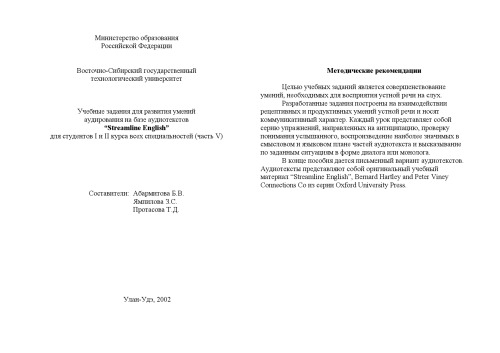 Министерство образования
Российской Федерации
Восточно-Сибирский государственный
технологический университет
Учебные задания для развития умений
аудирования на базе аудиотекстов
“Streamline English”
для студентов I и II курса всех специальностей (часть V)
Составители: Абармитова Б.В.
Ямпилова З.С.
Протасова Т.Д.
Улан-Удэ, 2002
Методические рекомендации
Целью учебных заданий является совершенствование
умений, необходимых для восприятия устной речи на слух.
Разработанные задания построены на взаимодействии
рецептивных и продуктивных умений устной речи и носят
коммуникативный характер. Каждый урок представляет собой
серию упражнений, направленных на антиципацию, проверку
понимания услышанного, воспроизведение наиболее значимых в
смысловом и языковом плане частей аудиотекста и высказывание
по заданным ситуациям в форме диалога или монолога.
В конце пособия дается письменный вариант аудиотекстов.
Аудиотексты представляют собой оригинальный учебный
материал “Streamline English”, Bernard Hartley and Peter Viney
Connections Co из серии Oxford University Press.